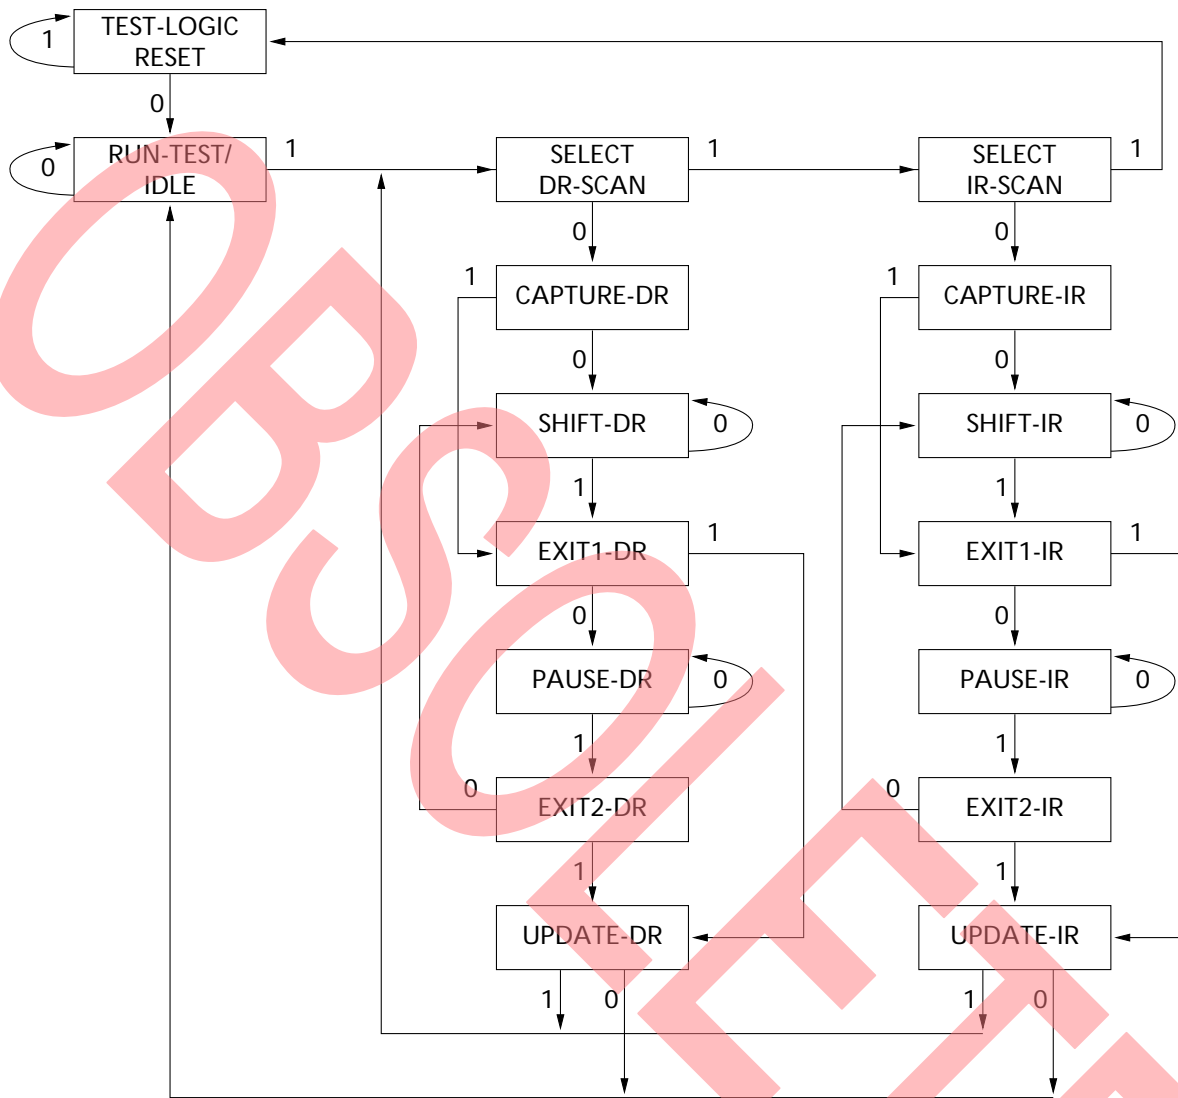 TEST-LOGIC
RESET
1
0
RUN-TEST/
IDLE
0
1
SELECT
DR-SCAN
1
SELECT
IR-SCAN
1
0
0
1
CAPTURE-DR
1
CAPTURE-IR
0
0
SHIFT-DR
0
SHIFT-IR
0
1
1
EXIT1-DR
1
EXIT1-IR
1
0
0
PAUSE-DR
0
PAUSE-IR
0
1
1
0
EXIT2-DR
0
EXIT2-IR
1
1
UPDATE-DR
UPDATE-IR
1
0
1
0
OBSOLETE